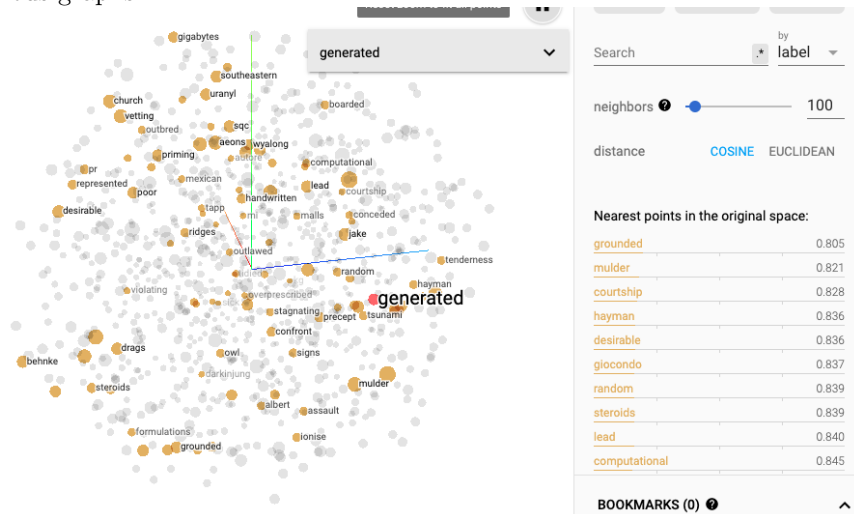 gigabytes
generated
southeastern
uranyl
church
boarded
vetting
outbred
sqc
aeons
wyalong
priming
autore
computational
pr
mexican
represented
lead
poor
courtship
handwritten
desirable
tapp
mi
malls
conceded
ridges
jake
outlawed
tenderness
random
violating
hayman
overprescribed
generated
stagnating
precept
tsunami
confront
drags
owl
signs
behnke
darkinjung
mulder
steroids
albert
assault
formulations
ionise
grounded
Search
.*
by
label
neighbors
100
distance
COSINE
EUCLIDEAN
Nearest points in the original space:
grounded 0.805
mulder 0.821
courtship 0.828
hayman 0.836
desirable 0.836
giocondo 0.837
random 0.839
steroids 0.839
lead 0.840
computational 0.845
BOOKMARKS (0)